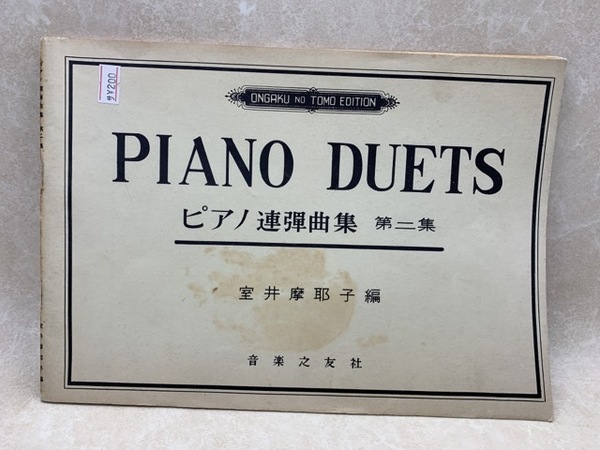 ONGAKU NO TOMO EDITION
¥200
PIANO DUETS
ピアノ連彈曲集 第二集
室井摩耶子編
音楽之友社